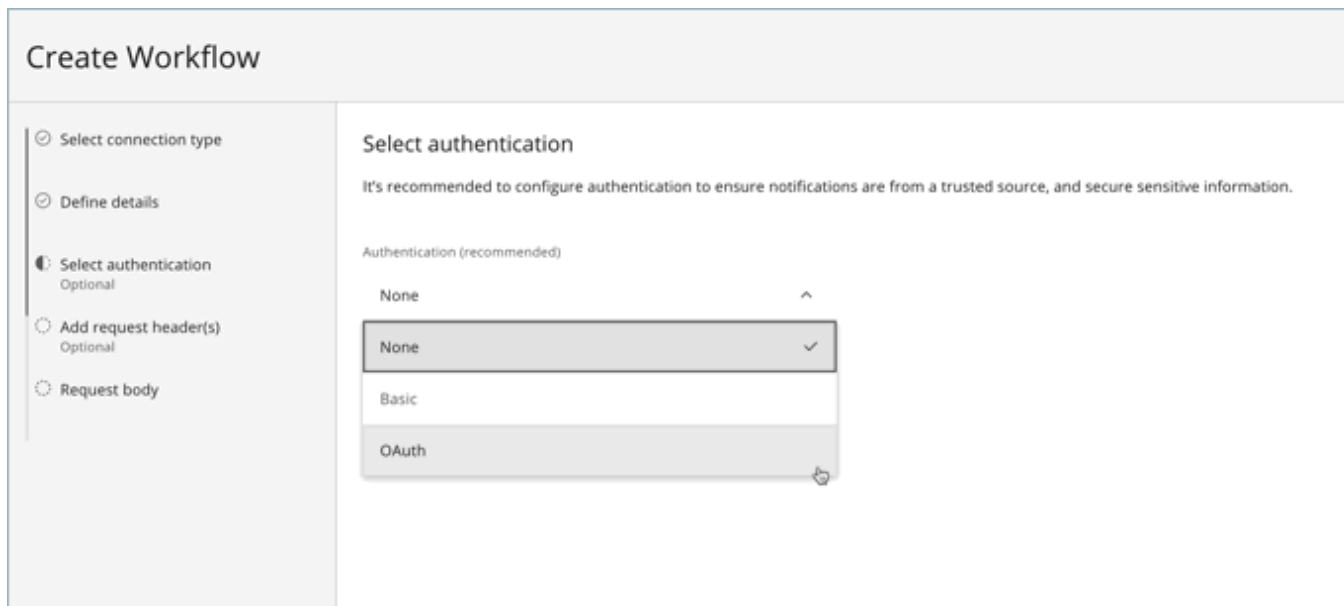 Create Workflow
Select connection type
Define details
Select authentication
Optional
Add request header(s)
Optional
Request body
Select authentication
It's recommended to configure authentication to ensure notifications are from a trusted source, and secure sensitive information.
Authentication (recommended)
None
None
Basic
OAuth